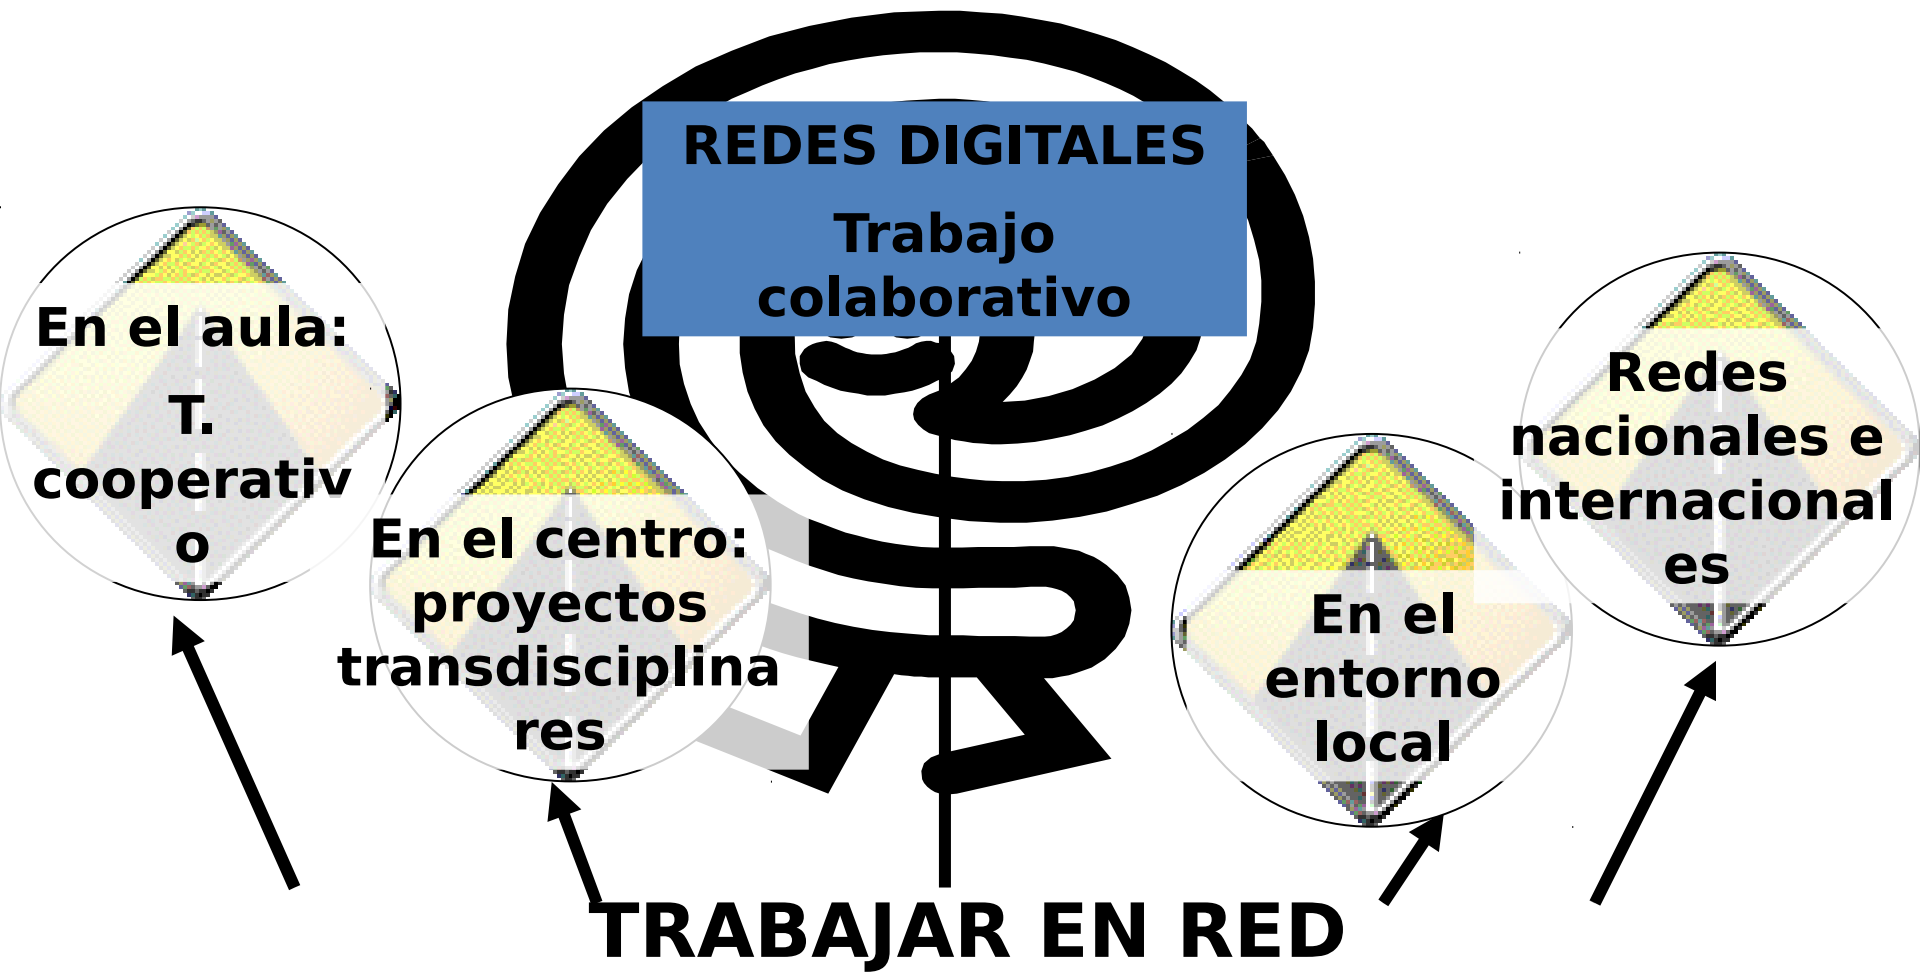 REDES DIGITALES
Trabajo
colaborativo
En el aula:
T.
cooperativ
o
En el centro:
proyectos
transdisciplina
res
En el
entorno
local
Redes
nacionales e
internacional
es
TRABAJAR EN RED